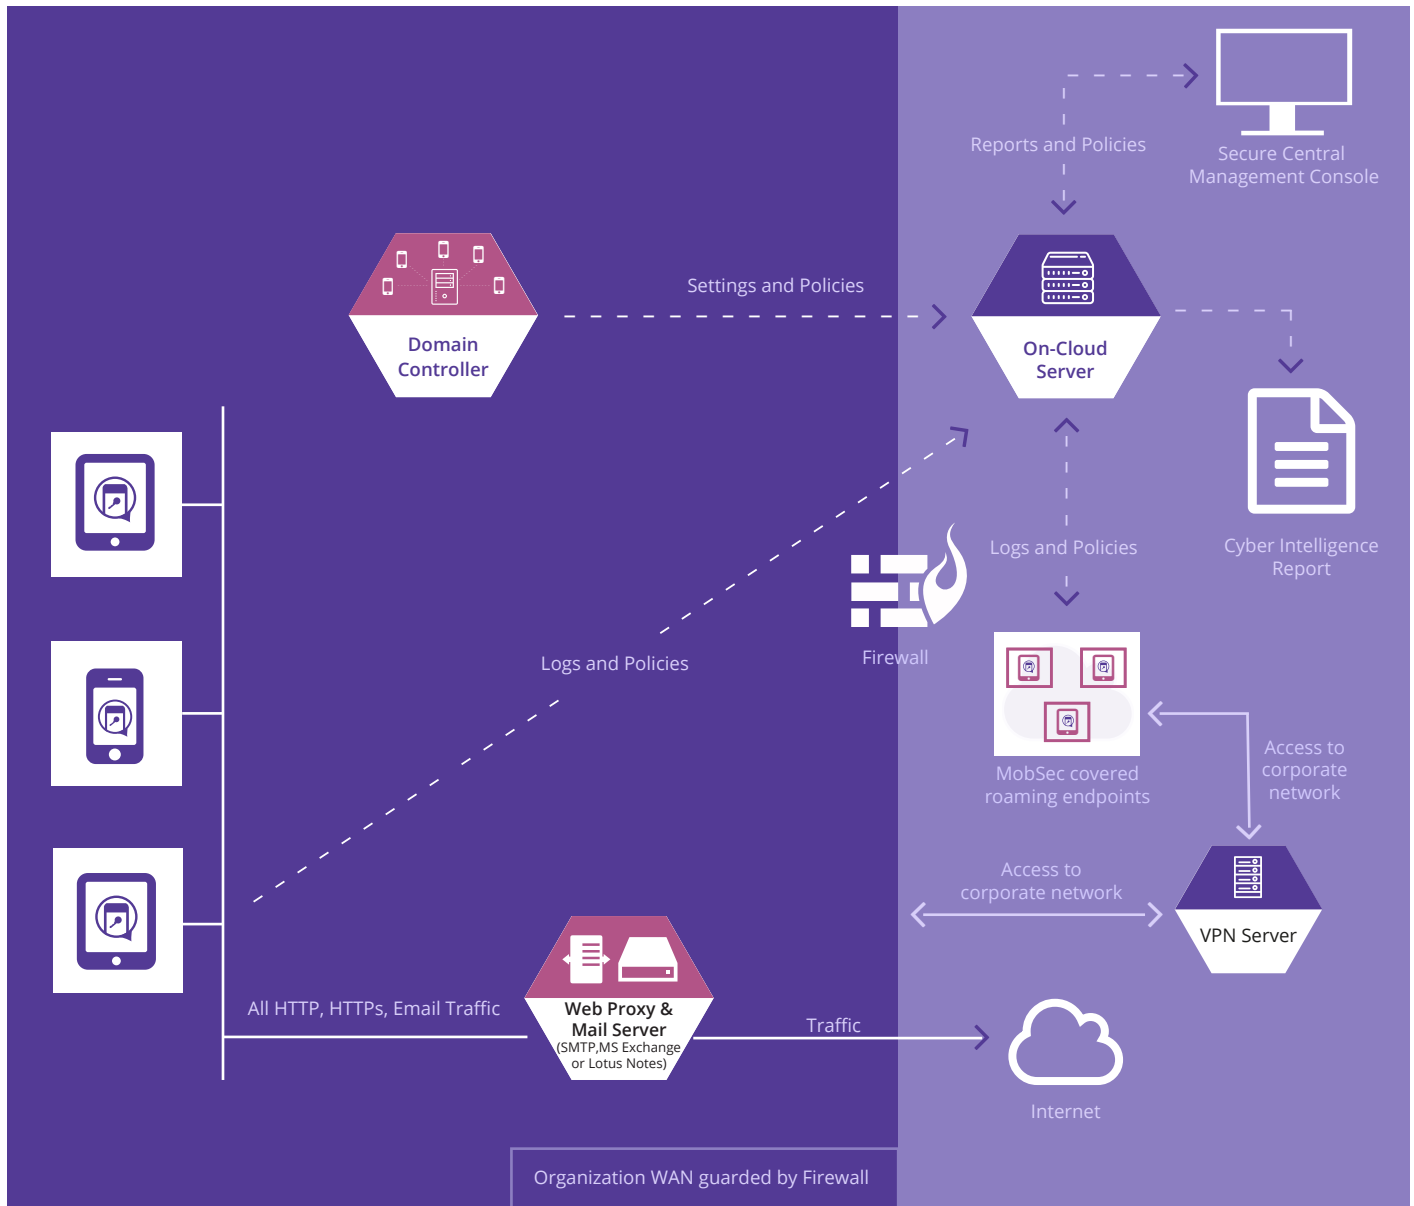 Reports and Policies
Secure Central
Management Console
Settings and Policies
Domain
Controller
On-Cloud
Server
Logs and Policies
Cyber Intelligence
Report
Firewall
Logs and Policies
MobSec covered
roaming endpoints
Access to
corporate
network
Access to
corporate network
VPN Server
All HTTP, HTTPs, Email Traffic
Web Proxy &
Mail Server
(SMTP,MS Exchange
or Lotus Notes)
Traffic
Internet
Organization WAN guarded by Firewall